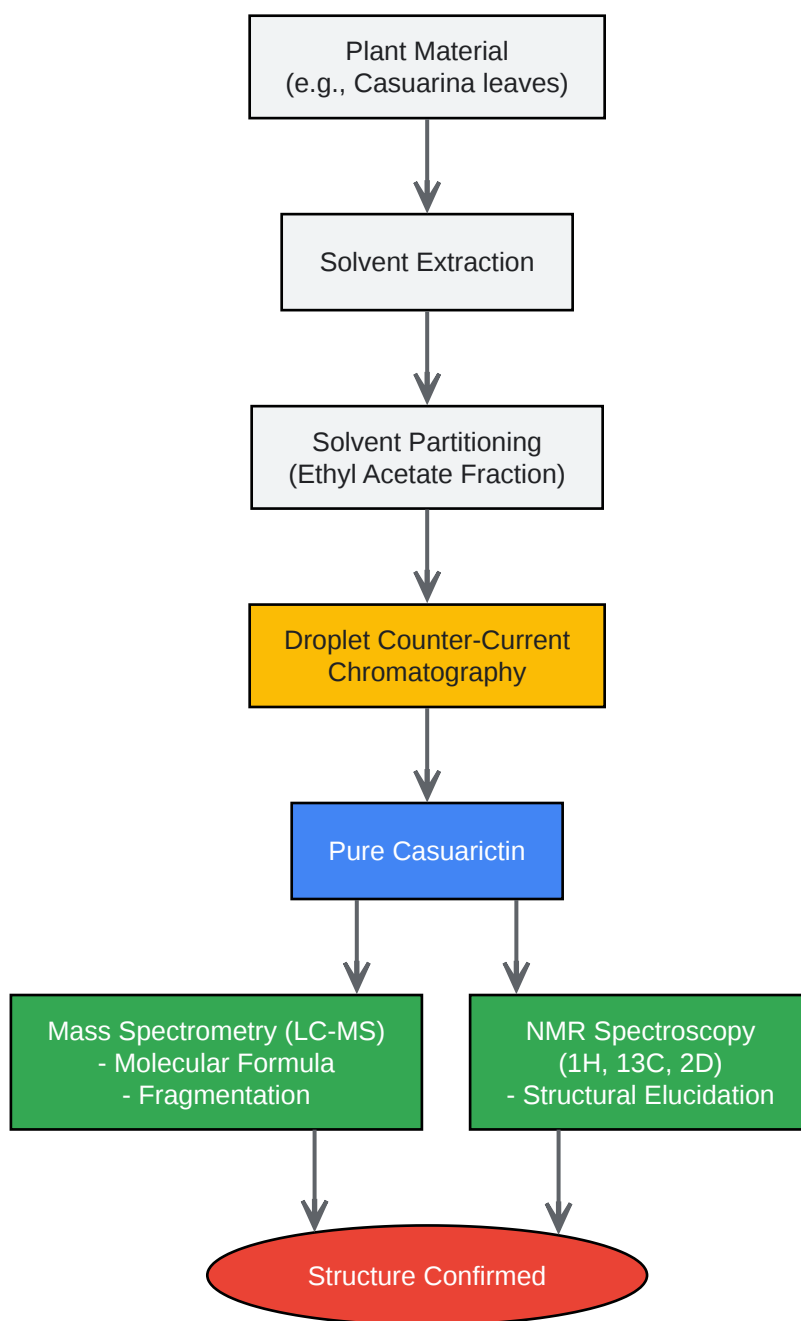 Plant Material
(e.g., Casuarina leaves)
Solvent Extraction
Solvent Partitioning
(Ethyl Acetate Fraction)
Droplet Counter-Current
Chromatography
Pure Casuarictin
Mass Spectrometry (LC-MS)
- Molecular Formula
- Fragmentation
NMR Spectroscopy
(1H, 13C, 2D)
- Structural Elucidation
Structure Confirmed